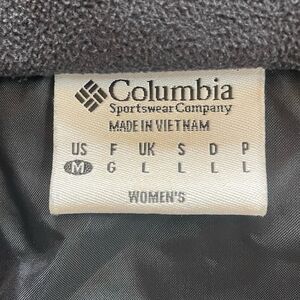 Columbia
Sportswear Company
MADE IN VIETNAM
US F UK S D P
M G L L L L
WOMEN'S